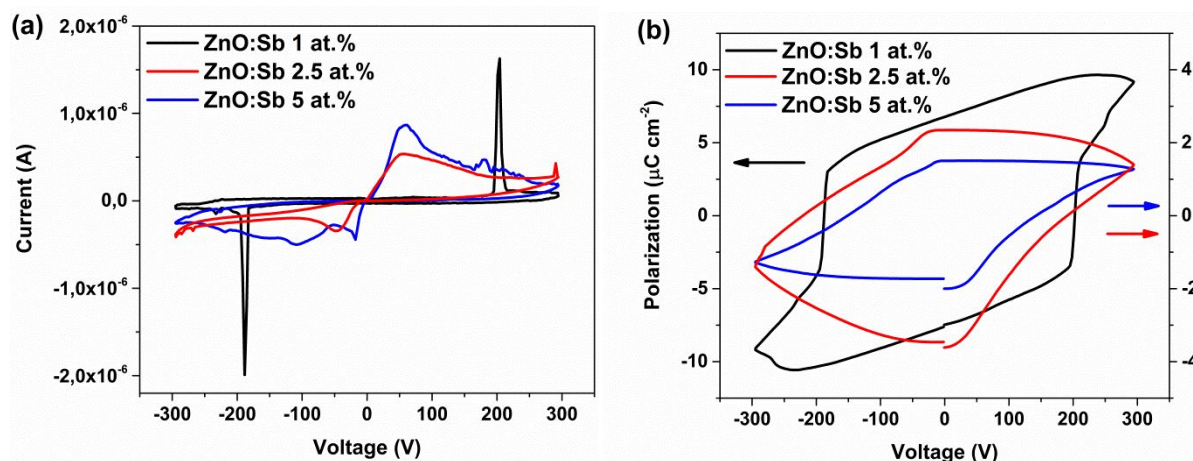 (a)
2,0x10⁻⁶
1,0x10⁻⁶
0,0
-1,0x10⁻⁶
-2,0x10⁻⁶
Current (A)
ZnO:Sb 1 at.%
ZnO:Sb 2.5 at.%
ZnO:Sb 5 at.%
-300 -200 -100 0 100 200 300
Voltage (V)
(b)
10
5
0
-5
-10
Polarization (μC cm⁻²)
ZnO:Sb 1 at.%
ZnO:Sb 2.5 at.%
ZnO:Sb 5 at.%
4
2
0
-2
-4
-300 -200 -100 0 100 200 300
Voltage (V)